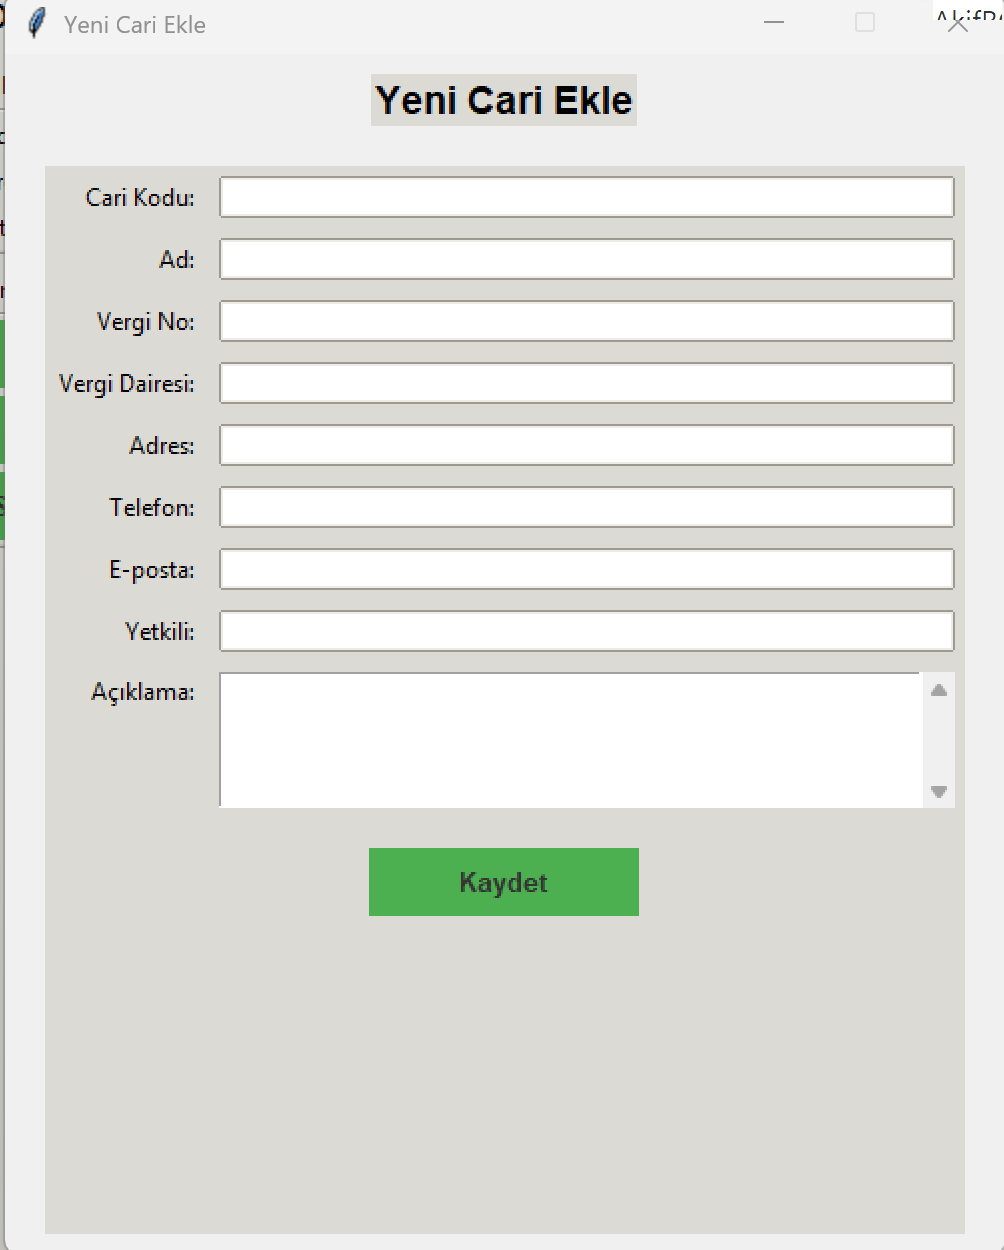 Yeni Cari Ekle
Yeni Cari Ekle
Cari Kodu:
Ad:
Vergi No:
Vergi Dairesi:
Adres:
Telefon:
E-posta:
Yetkili:
Açıklama:
Kaydet